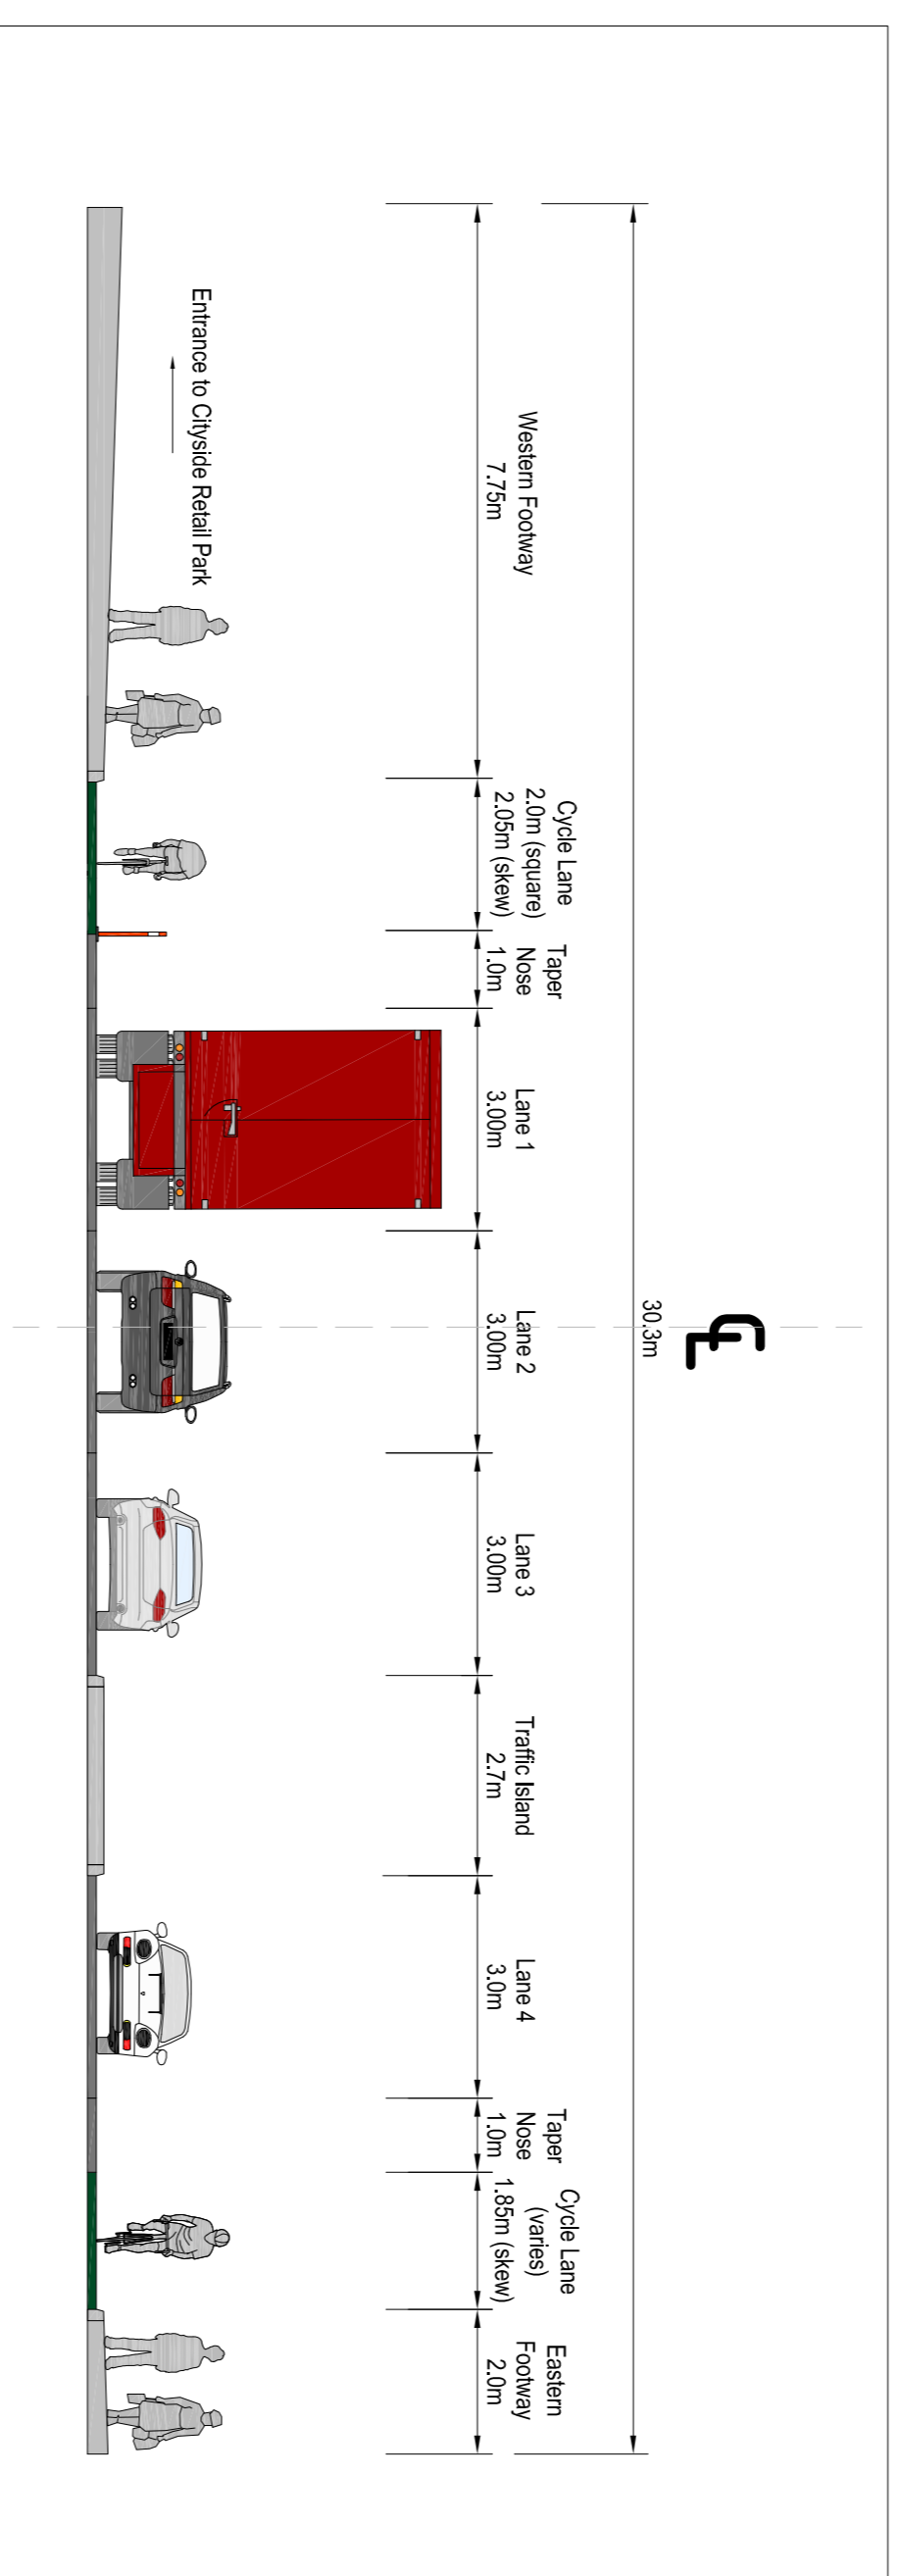 30.3m
Western Footway
7.75m
Cycle Lane
2.0m (square)
2.05m (skew)
Taper
Nose
1.0m
Lane 1
3.00m
Lane 2
3.00m
Lane 3
3.00m
Traffic Island
2.7m
Lane 4
3.0m
Taper
Nose
1.0m
Cycle Lane
(varies)
1.85m (skew)
Eastern
Footway
2.0m
Entrance to Cityside Retail Park